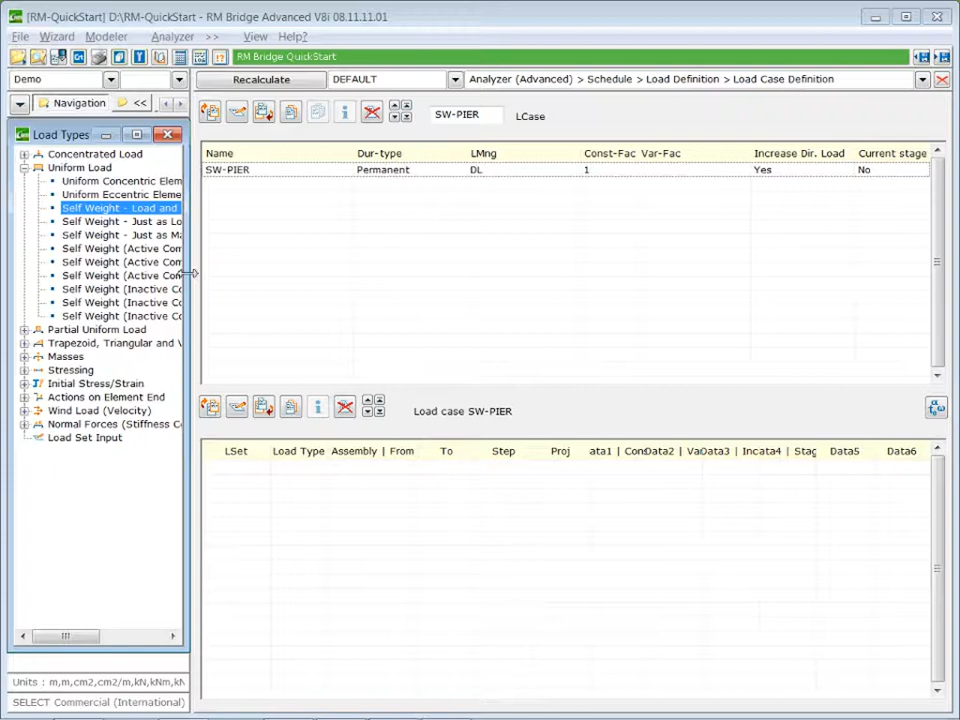 [RM-QuickStart] D:\RM-QuickStart - RM Bridge Advanced V8i 08.11.11.01
File Wizard Modeler Analyzer >> View Help?
RM Bridge QuickStart
Demo Recalculate DEFAULT Analyzer (Advanced) > Schedule > Load Definition > Load Case Definition
Navigation <<
SW-PIER LCase
Load Types
Name Dur-type LMng Const-Fac Var-Fac Increase Dir. Load Current stage
SW-PIER Permanent DL 1 Yes No
Concentrated Load
Uniform Load
Uniform Concentric Elem
Uniform Eccentric Eleme
Self Weight - Load and
Self Weight - Just as Lo
Self Weight - Just as Ma
Self Weight (Active Com
Self Weight (Active Com
Self Weight (Active Com
Self Weight (Inactive Co
Self Weight (Inactive Co
Self Weight (Inactive Co
Partial Uniform Load
Trapezoid, Triangular and V
Masses
Stressing
Initial Stress/Strain
Actions on Element End
Wind Load (Velocity)
Normal Forces (Stiffness C
Load Set Input
Load case SW-PIER
LSet Load Type Assembly | From To Step Proj ata1 | Con Data2 | Va Data3 | In cata4 | Stag Data5 Data6
Units : m,m,cm2,cm2/m,kN,kNm,kN
SELECT Commercial (International)